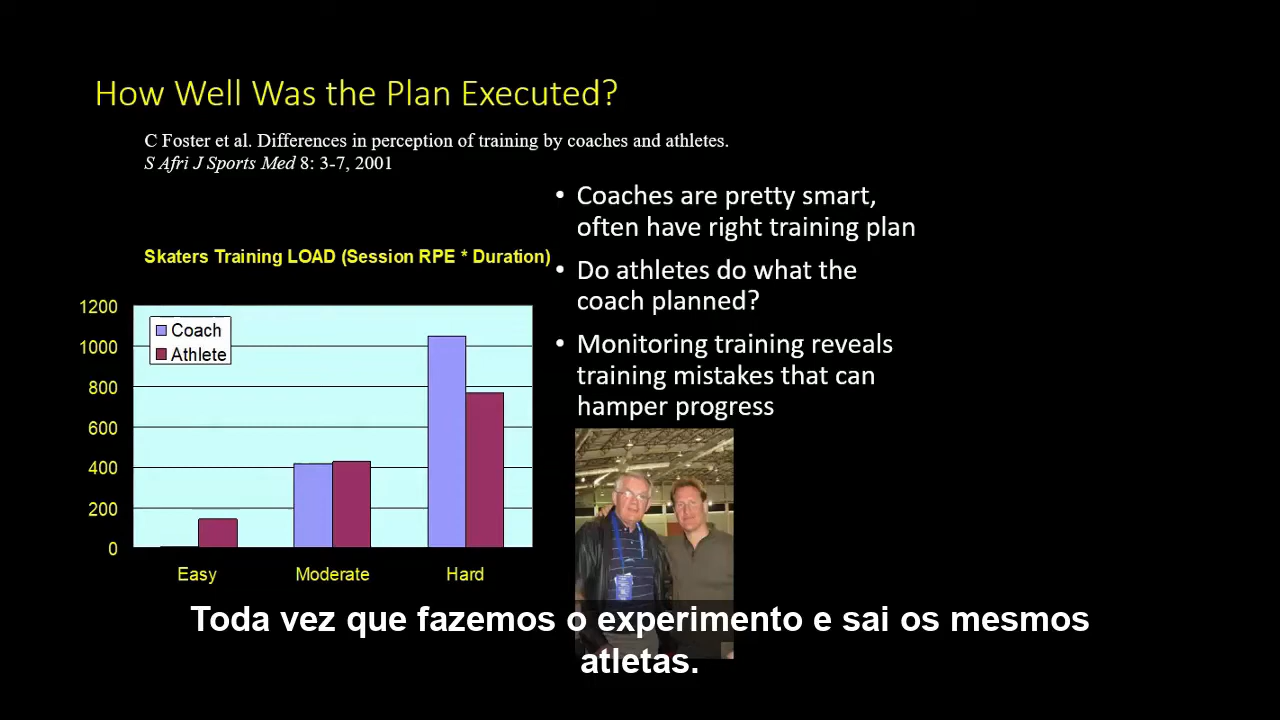 How Well Was the Plan Executed?
C Foster et al. Differences in perception of training by coaches and athletes.
S Afri J Sports Med 8: 3-7, 2001
• Coaches are pretty smart,
often have right training plan
• Do athletes do what the
coach planned?
• Monitoring training reveals
training mistakes that can
hamper progress
Skaters Training LOAD (Session RPE * Duration)
1200
1000
800
600
400
200
0
Coach
Athlete
Easy
Moderate
Hard
Toda vez que fazemos o experimento e sai os mesmos
atletas.